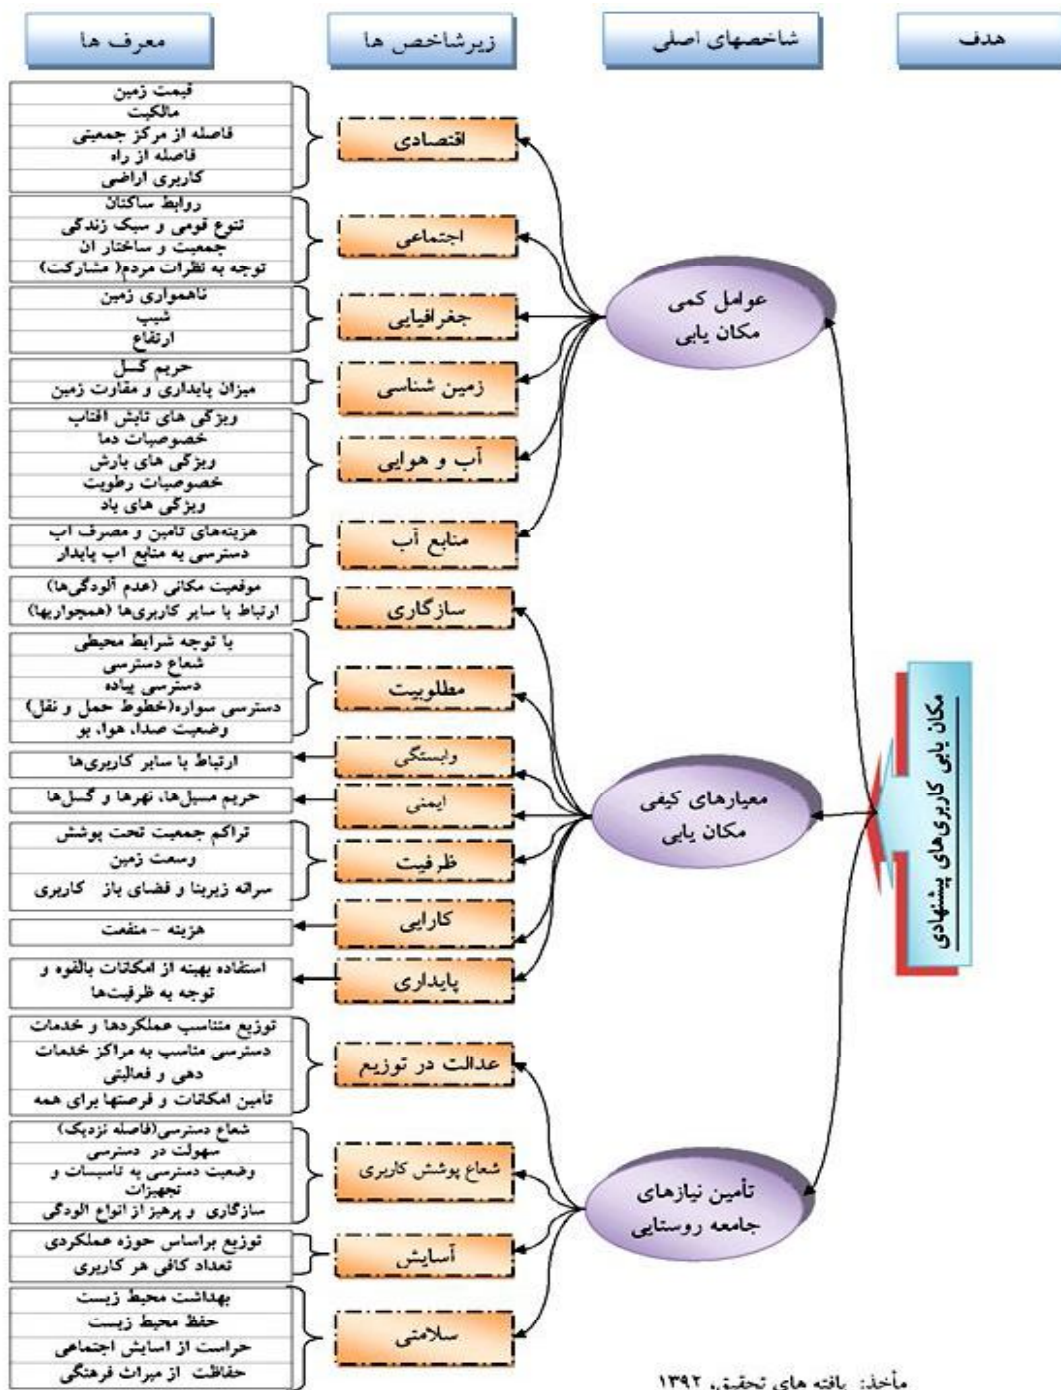 هدف
شاخصهای اصلی
زیرشاخص ها
معرف ها
مکان یابی کاربری‌های پیشنهادی
عوامل کمی
مکان یابی
اقتصادی
قیمت زمین
مالکیت
فاصله از مرکز جمعیتی
فاصله از راه
کاربری اراضی
اجتماعی
روابط ساکنان
تنوع قومی و سبک زندگی
جمعیت و ساختار ان
توجه به نظرات مردم( مشارکت)
جغرافیایی
ناهمواری زمین
شیب
ارتفاع
زمین شناسی
حریم گسل
میزان پایداری و مقارت زمین
آب و هوایی
ویژگی های تابش افتاب
خصوصیات دما
ویژگی های بارش
خصوصیات رطوبت
ویژگی های باد
منابع آب
هزینه‌های تامین و مصرف اب
دسترسی به منابع اب پایدار
معیارهای کیفی
مکان یابی
سازگاری
موقعیت مکانی (عدم آلودگی‌ها)
ارتباط با سایر کاربری‌ها (همجواریها)
مطلوبیت
با توجه شرایط محیطی
شعاع دسترسی
دسترسی پیاده
دسترسی سواره(خطوط حمل و نقل)
وضعیت صدا، هوا، بو
وابستگی
ارتباط با سایر کاربری‌ها
ایمنی
حریم مسیل‌ها، نهرها و گسل‌ها
ظرفیت
تراکم جمعیت تحت پوشش
وسعت زمین
سرانه زیربنا و فضای باز کاربری
کارایی
هزینه - منفعت
پایداری
استفاده بهینه از امکانات بالقوه و
توجه به ظرفیت‌ها
تأمین نیازهای
جامعه روستایی
عدالت در توزیع
توزیع متناسب عملکردها و خدمات
دسترسی مناسب به مراکز خدمات
دهی و فعالیتی
تأمین امکانات و فرصتها برای همه
شعاع پوشش کاربری
شعاع دسترسی(فاصله نزدیک)
سهولت در دسترسی
وضعیت دسترسی به تاسیسات و
تجهیزات
سازگاری و پرهیز از انواع الودگی
آسایش
توزیع براساس حوزه عملکردی
تعداد کافی هر کاربری
سلامتی
بهداشت محیط زیست
حفظ محیط زیست
حراست از اسایش اجتماعی
حفاظت از میراث فرهنگی
مأخذ: یافته های تحقیق، ۱۳۹۲